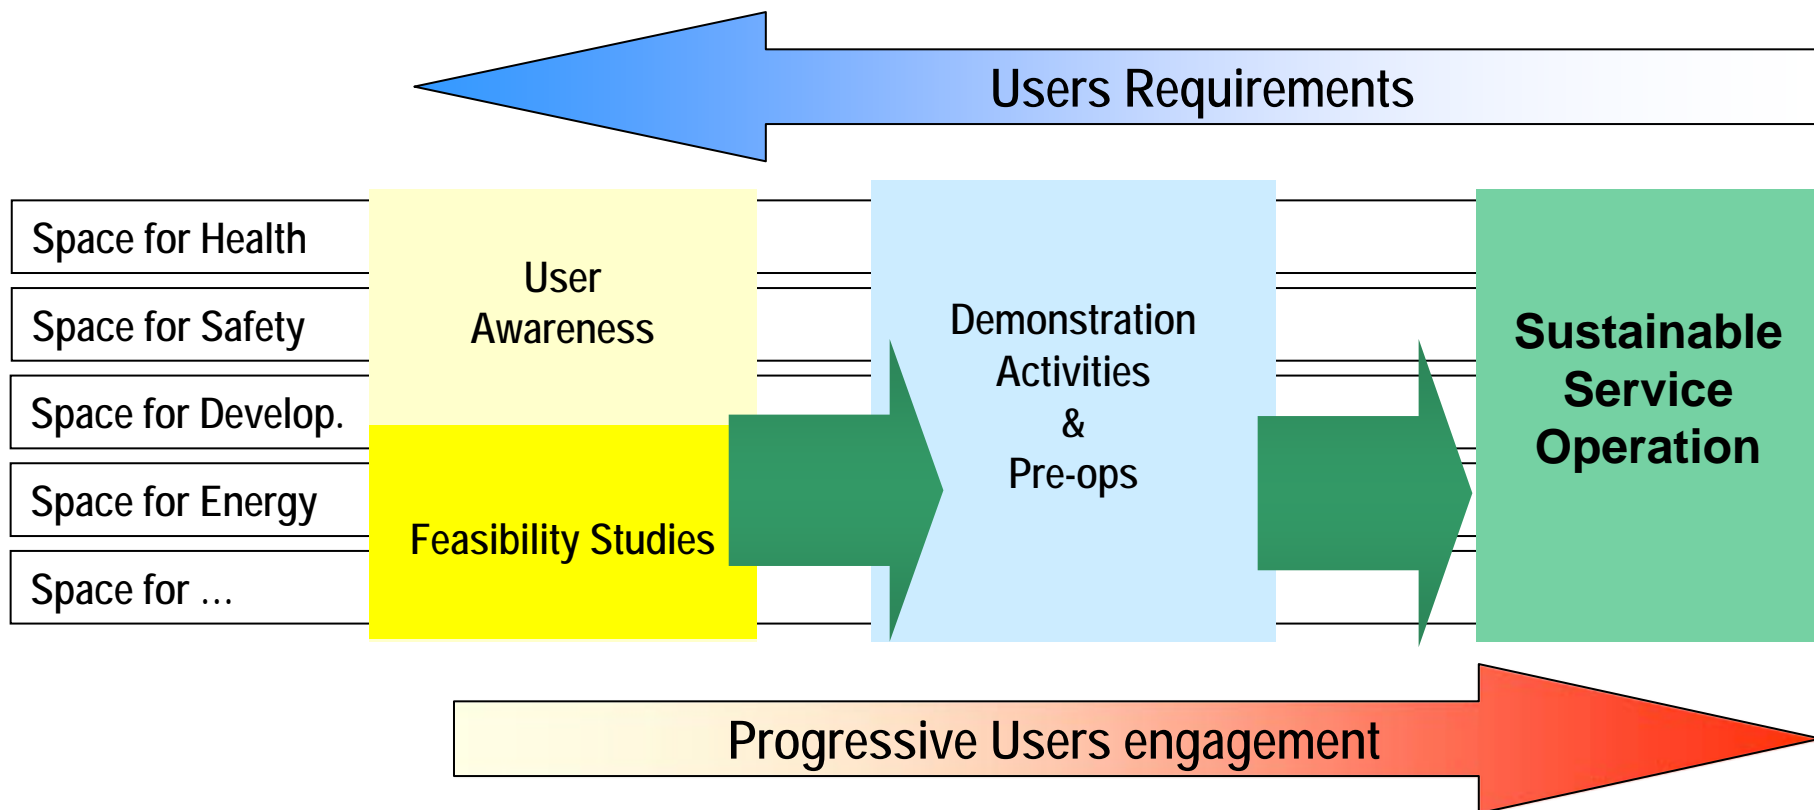 Users Requirements
Space for Health
Space for Safety
Space for Develop.
Space for Energy
Space for ...
User
Awareness
Feasibility Studies
Demonstration
Activities
&
Pre-ops
Sustainable
Service
Operation
Progressive Users engagement